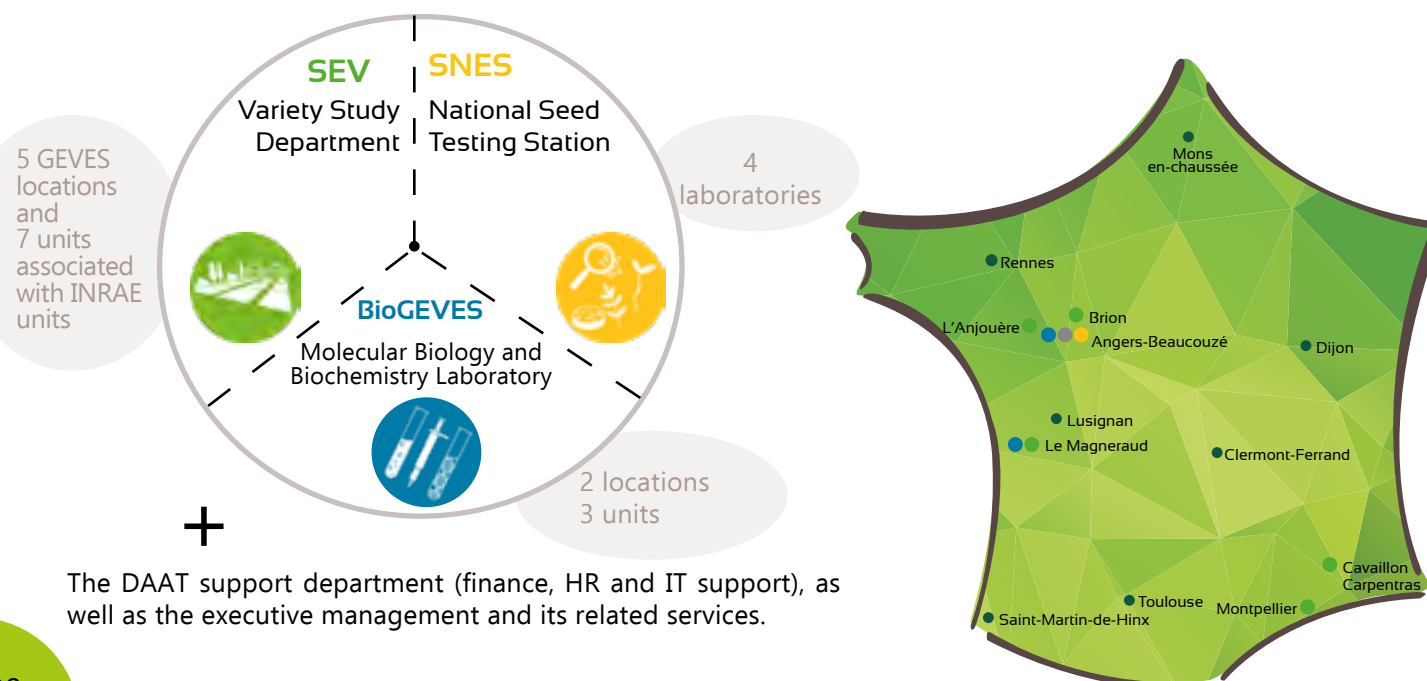 SEV
Variety Study
Department
SNES
National Seed
Testing Station
5 GEVES
locations
and
7 units
associated
with INRAE
units
4
laboratories
BioGEVES
Molecular Biology and
Biochemistry Laboratory
2 locations
3 units
+
The DAAT support department (finance, HR and IT support), as
well as the executive management and its related services.
Mons
en-chaussée
Rennes
L'Anjouère
Brion
Angers-Beaucouzé
Dijon
Lusignan
Le Magneraud
Clermont-Ferrand
Cavaillon
Carpentras
Toulouse
Montpellier
Saint-Martin-de-Hinx